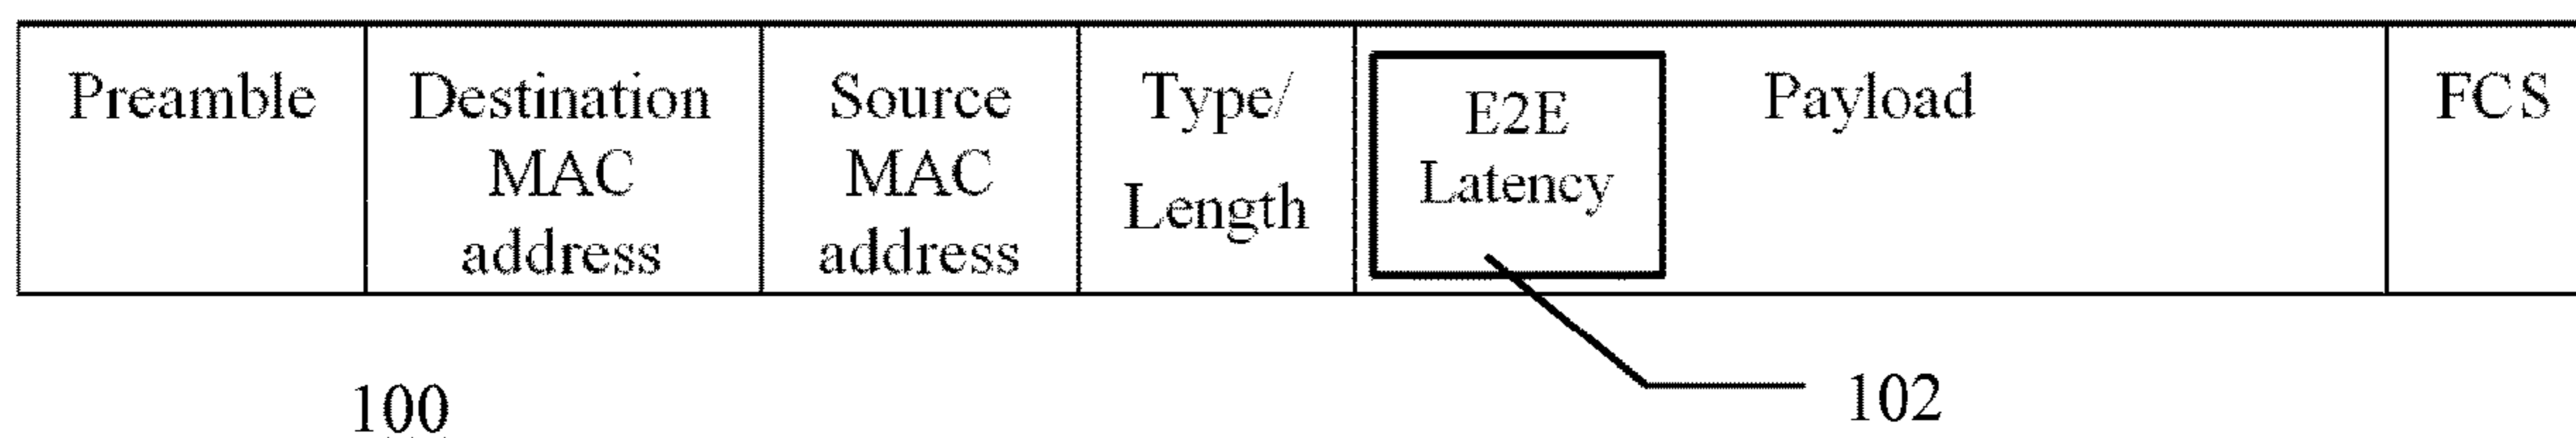 Preamble
Destination
MAC
address
Source
MAC
address
Type/
Length
E2E
Latency
Payload
FCS
100
102